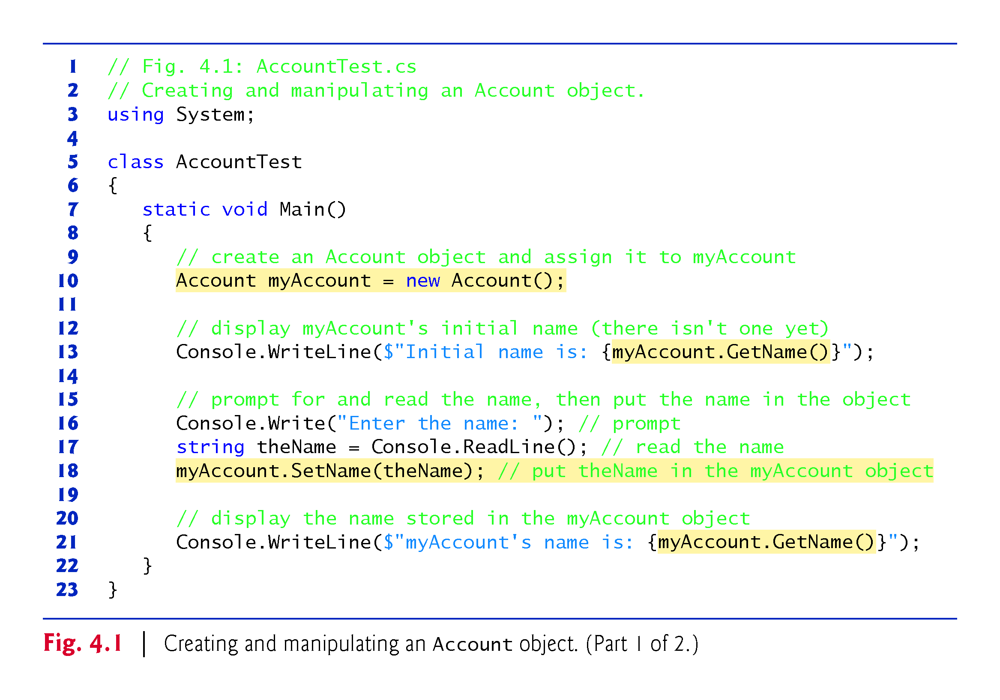 1 // Fig. 4.1: AccountTest.cs
2 // Creating and manipulating an Account object.
3 using System;
4
5 class AccountTest
6 {
7    static void Main()
8    {
9       // create an Account object and assign it to myAccount
10       Account myAccount = new Account();
11
12       // display myAccount's initial name (there isn't one yet)
13       Console.WriteLine($"Initial name is: {myAccount.GetName()}");
14
15       // prompt for and read the name, then put the name in the object
16       Console.Write("Enter the name: "); // prompt
17       string theName = Console.ReadLine(); // read the name
18       myAccount.SetName(theName); // put theName in the myAccount object
19
20       // display the name stored in the myAccount object
21       Console.WriteLine($"myAccount's name is: {myAccount.GetName()}");
22    }
23 }
Fig. 4.1 | Creating and manipulating an Account object. (Part 1 of 2.)